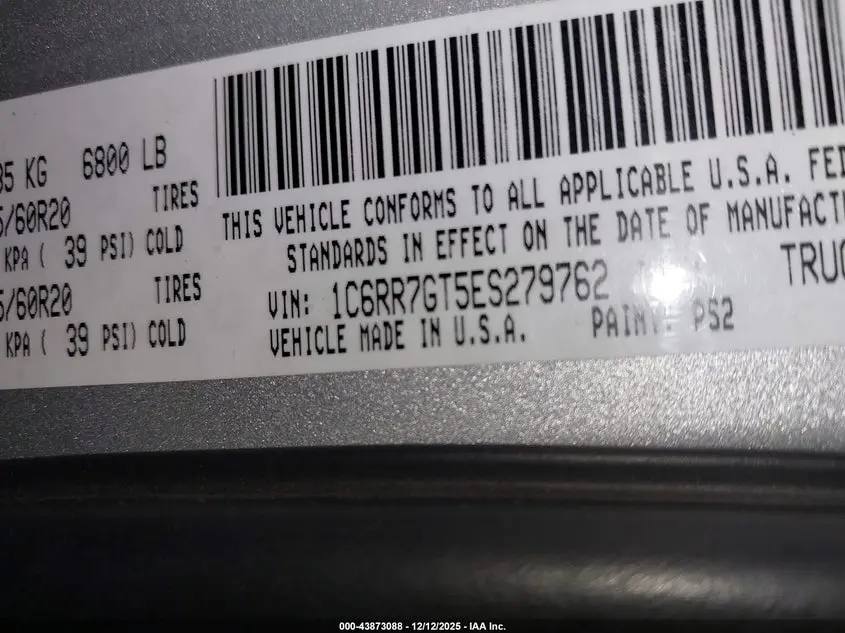 85 KG 6800 LB
5/60R20 TIRES
KPA ( 39 PSI) COLD
5/60R20 TIRES
KPA ( 39 PSI) COLD
THIS VEHICLE CONFORMS TO ALL APPLICABLE U.S.A. FED
STANDARDS IN EFFECT ON THE DATE OF MANUFACT
VIN: 1C6RR7GT5ES279762 TRUC
VEHICLE MADE IN U.S.A. PAINT: PS2
000-43873088 - 12/12/2025 - IAA Inc.